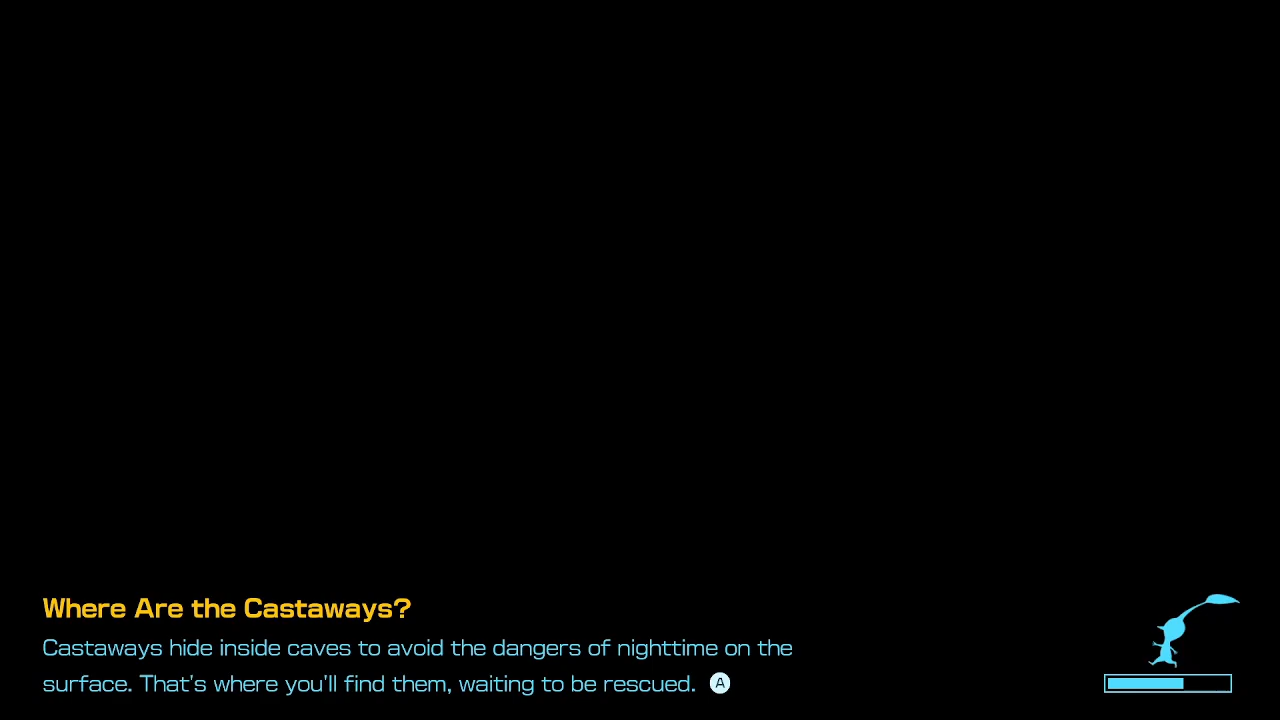 Where Are the Castaways?
Castaways hide inside caves to avoid the dangers of nighttime on the
surface. That's where you'll find them, waiting to be rescued. A